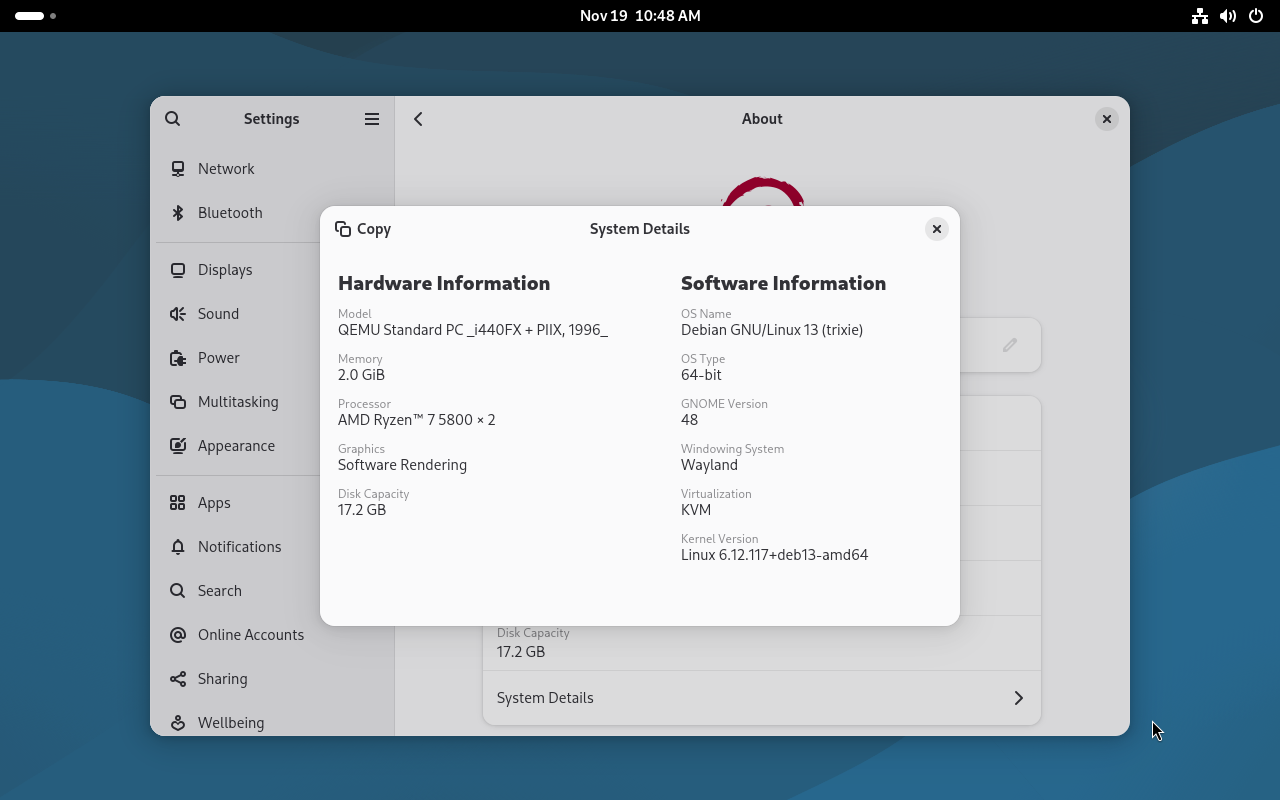 Nov 19 10:48 AM
Settings
About
Network
Bluetooth
Displays
Sound
Power
Multitasking
Appearance
Apps
Notifications
Search
Online Accounts
Sharing
Wellbeing
Copy
System Details
Hardware Information
Model
QEMU Standard PC _i440FX + PIIX, 1996_
Memory
2.0 GiB
Processor
AMD Ryzen™ 7 5800 × 2
Graphics
Software Rendering
Disk Capacity
17.2 GB
Software Information
OS Name
Debian GNU/Linux 13 (trixie)
OS Type
64-bit
GNOME Version
48
Windowing System
Wayland
Virtualization
KVM
Kernel Version
Linux 6.12.117+deb13-amd64
Disk Capacity
17.2 GB
System Details